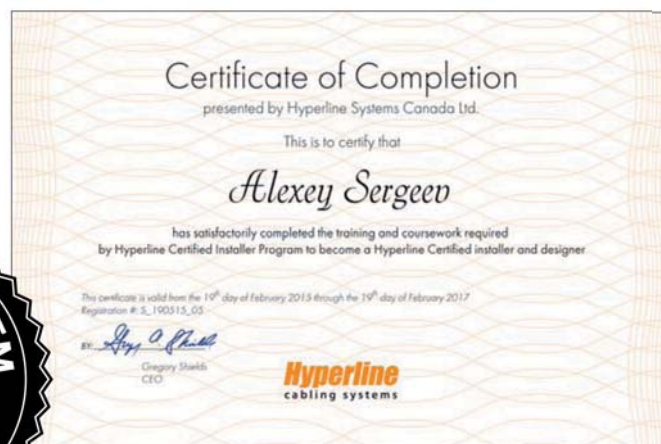 Certificate of Completion
presented by Hyperline Systems Canada Ltd.
This is to certify that
Alexey Sergeev
has satisfactorily completed the training and coursework required
by Hyperline Certified Installer Program to become a Hyperline Certified installer and designer
This certificate is valid from the 19th day of February 2015 through the 19th day of February 2017
Registration #: S_190515_05
BY:
Gregory Shields
CEO
Hyperline
cabling systems